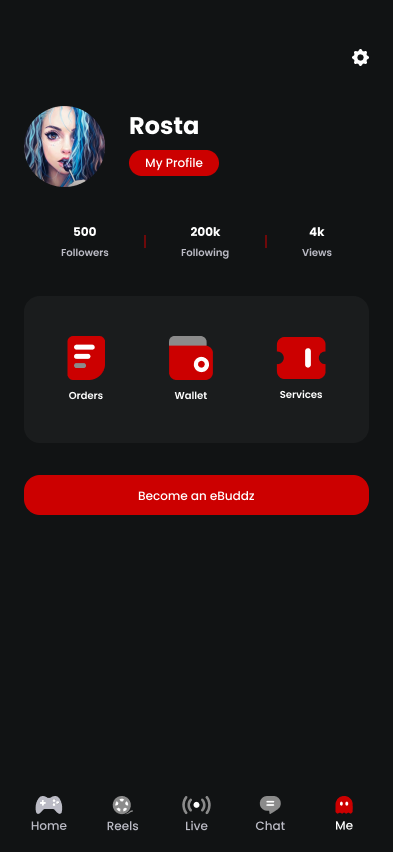 Rosta
My Profile
500 200k 4k
Followers Following Views
Orders Wallet Services
Become an eBuddz
Home Reels Live Chat Me